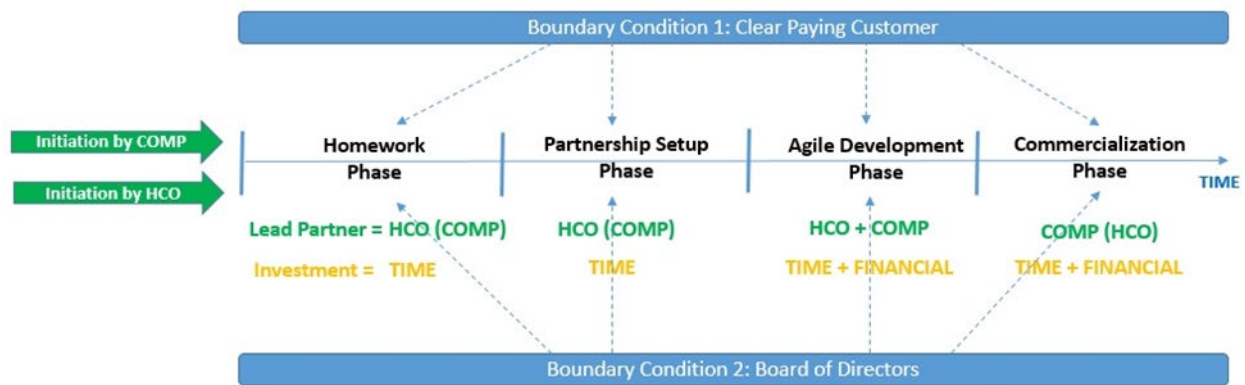 Boundary Condition 1: Clear Paying Customer
Initiation by COMP
Initiation by HCO
Homework
Phase
Partnership Setup
Phase
Agile Development
Phase
Commercialization
Phase
TIME
Lead Partner = HCO (COMP)
HCO (COMP)
HCO + COMP
COMP (HCO)
Investment = TIME
TIME
TIME + FINANCIAL
TIME + FINANCIAL
Boundary Condition 2: Board of Directors